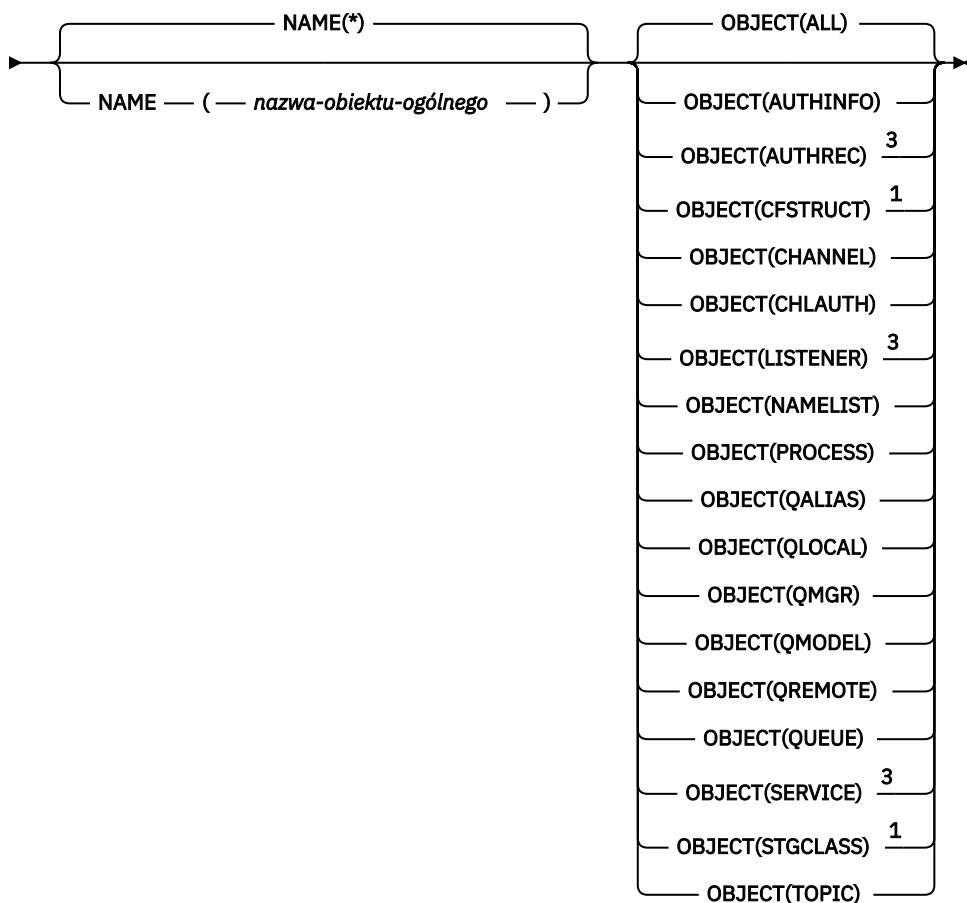 NAME(*)
NAME ( nazwa-obiektu-ogólnego )
OBJECT(ALL)
OBJECT(AUTHINFO)
OBJECT(AUTHREC) 3
OBJECT(CFSTRUCT) 1
OBJECT(CHANNEL)
OBJECT(CHLAUTH)
OBJECT(LISTENER) 3
OBJECT(NAMELIST)
OBJECT(PROCESS)
OBJECT(QALIAS)
OBJECT(QLOCAL)
OBJECT(QMGR)
OBJECT(QMODEL)
OBJECT(QREMOTE)
OBJECT(QUEUE)
OBJECT(SERVICE) 3
OBJECT(STGCLASS) 1
OBJECT(TOPIC)